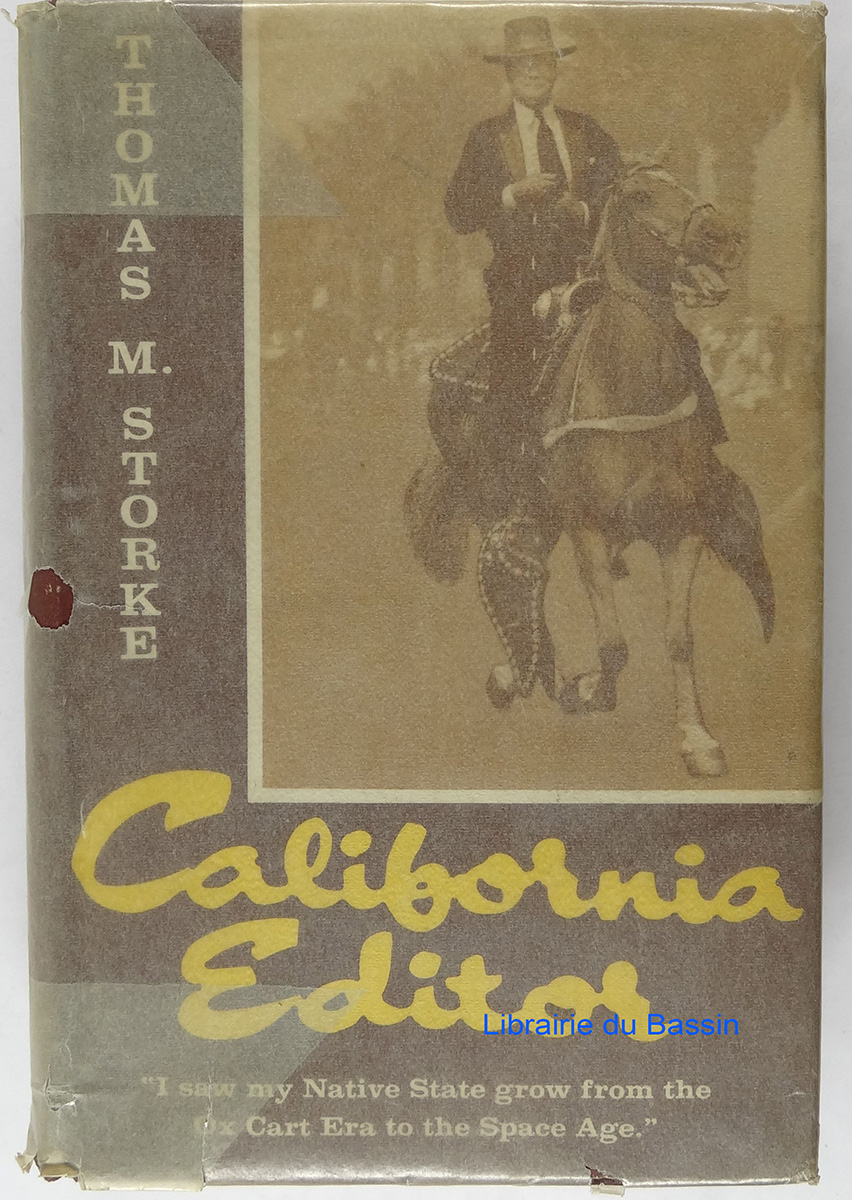 THOMAS M. STORKE
California
Editor
Librairie du Bassin
"I saw my Native State grow from the
Ox Cart Era to the Space Age."